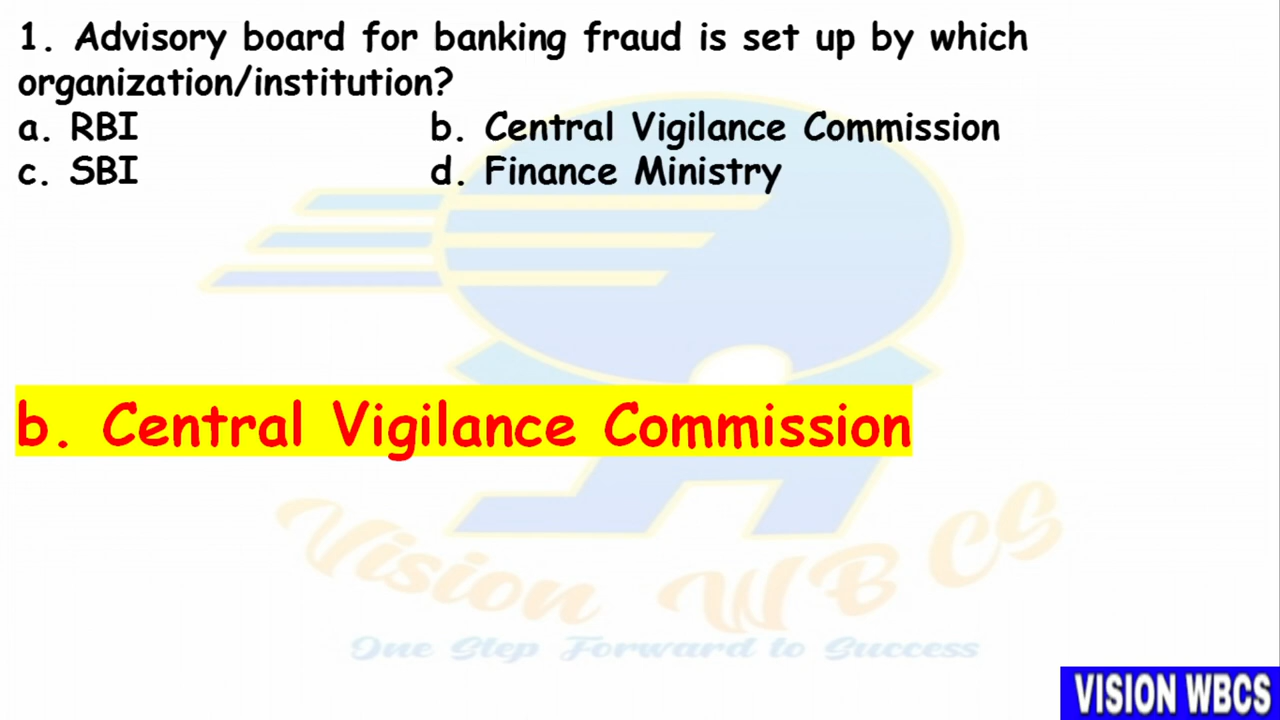 1. Advisory board for banking fraud is set up by which
organization/institution?
a. RBI b. Central Vigilance Commission
c. SBI d. Finance Ministry
b. Central Vigilance Commission
Vision WBCS
One Step Forward to Success
VISION WBCS